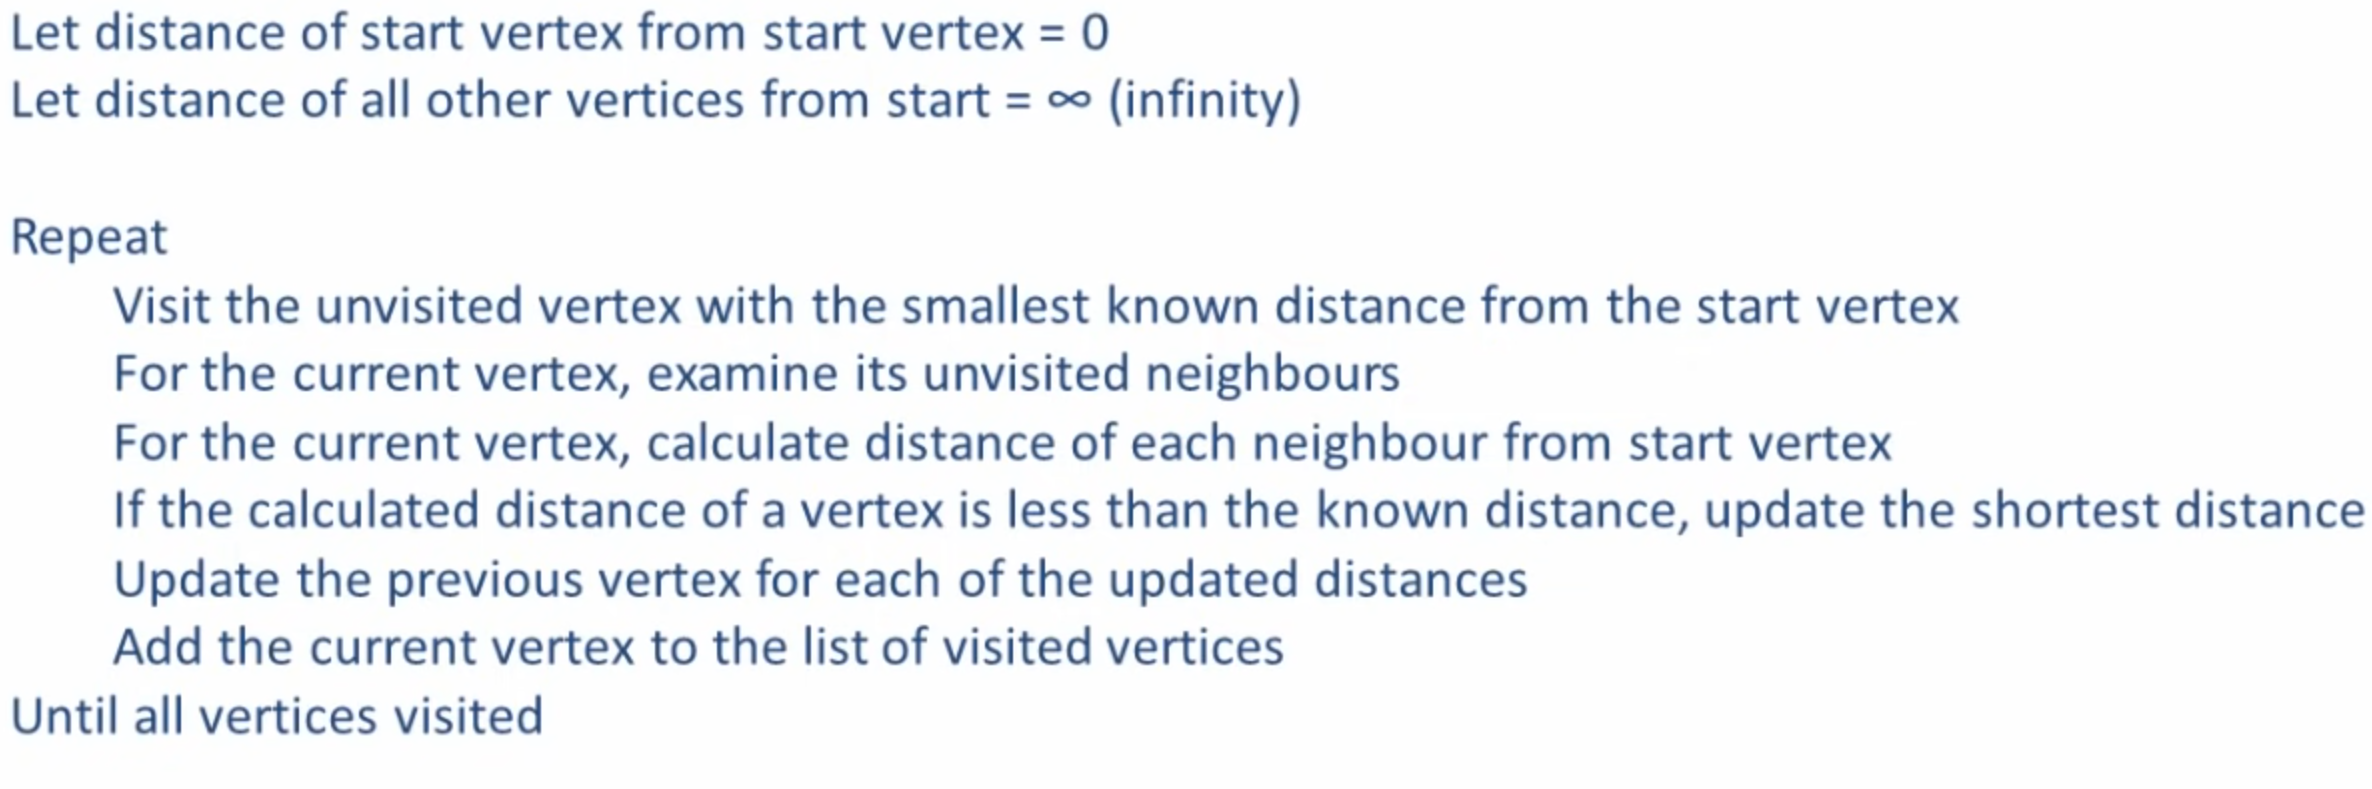 Let distance of start vertex from start vertex = 0
Let distance of all other vertices from start = ∞ (infinity)
Repeat
Visit the unvisited vertex with the smallest known distance from the start vertex
For the current vertex, examine its unvisited neighbours
For the current vertex, calculate distance of each neighbour from start vertex
If the calculated distance of a vertex is less than the known distance, update the shortest distance
Update the previous vertex for each of the updated distances
Add the current vertex to the list of visited vertices
Until all vertices visited